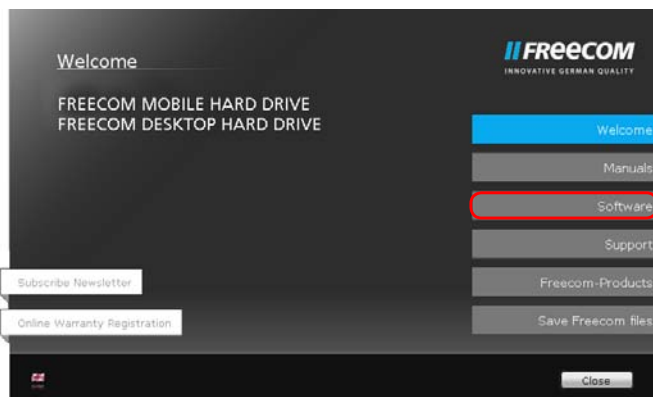 Welcome
FREECOM
INNOVATIVE GERMAN QUALITY
FREECOM MOBILE HARD DRIVE
FREECOM DESKTOP HARD DRIVE
Welcome
Manuals
Software
Support
Freecom-Products
Save Freecom files
Subscribe Newsletter
Online Warranty Registration
Close